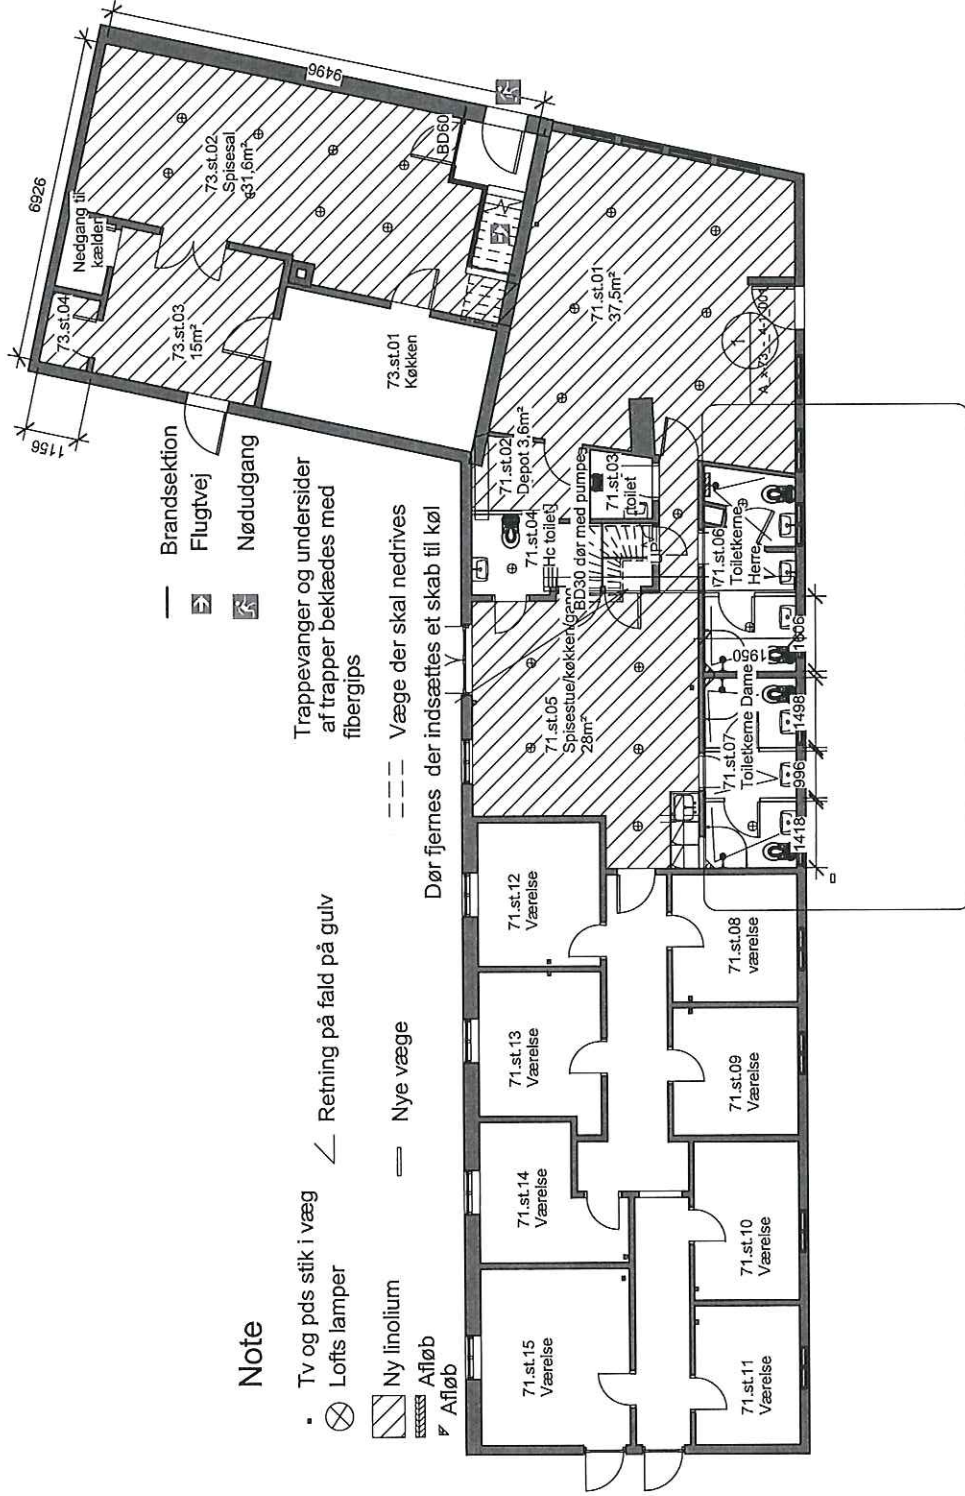 Note
Tv og pds stik i væg
Lofts lamper
Ny linolium
Afløb
Afløb
Retning på fald på gulv
Nye vægge
Trappevanger og undersider
af trapper beklædes med
fibergips
Væge der skal nedrives
Dør fjernes der indsættes et skab til køl
Brandsektion
Flugtvej
Nødudgang
1156
6926
9496
73.st.04
Nedgang til
kælderen
73.st.03
15m²
73.st.02
Spisesal
31,6m²
BD60
73.st.01
Køkken
71.st.01
37,5m²
1
71.st.02
Depot 3,6m²
71.st.03
toilet
71.st.04
Hc toilet
BD30 dør med pumpe
71.st.05
Spisestue/køkken/gang
28m²
71.st.06
Toiletkerne
Herre
71.st.07
Toiletkerne Dame
1950
1606
1498
996
1418
71.st.12
Værelse
71.st.13
Værelse
71.st.14
Værelse
71.st.15
Værelse
71.st.08
værelse
71.st.09
Værelse
71.st.10
Værelse
71.st.11
Værelse